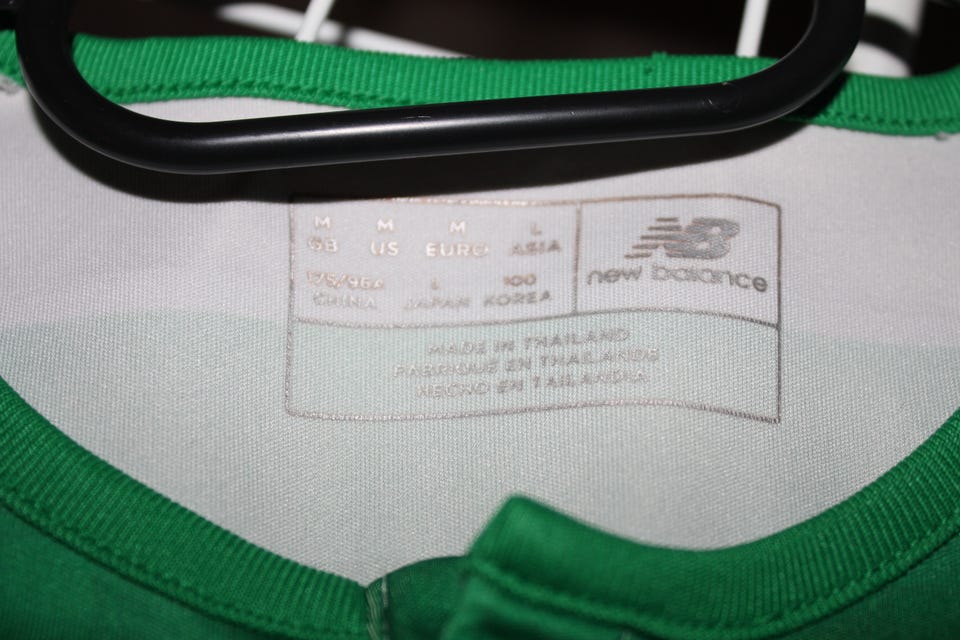 M M M L
GB US EURO ASIA
NB
new balance
175/96A L 100
CHINA JAPAN KOREA
MADE IN THAILAND
FABRIQUÉ EN THAILANDE
HECHO EN TAILANDIA